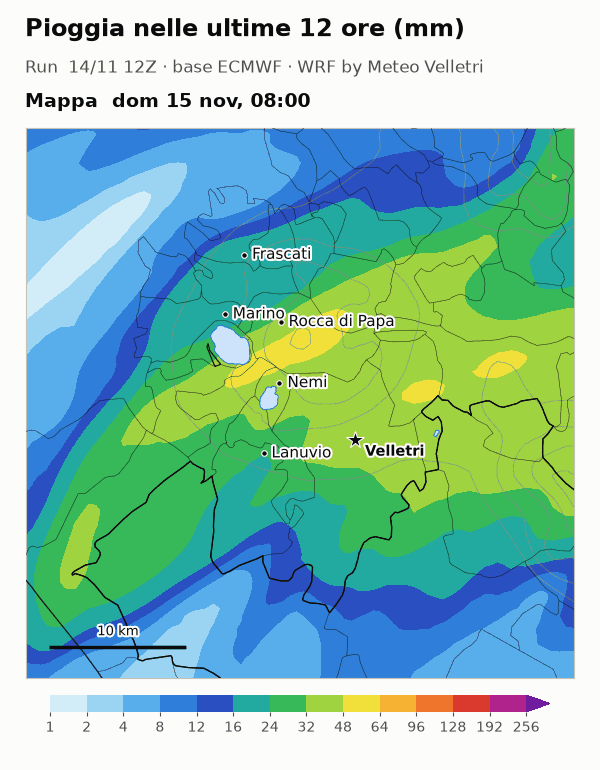 Pioggia nelle ultime 12 ore (mm)
Run 14/11 12Z · base ECMWF · WRF by Meteo Velletri
Mappa dom 15 nov, 08:00
Frascati
Marino
Rocca di Papa
Nemi
Velletri
Lanuvio
10 km
1 2 4 8 12 16 24 32 48 64 96 128 192 256